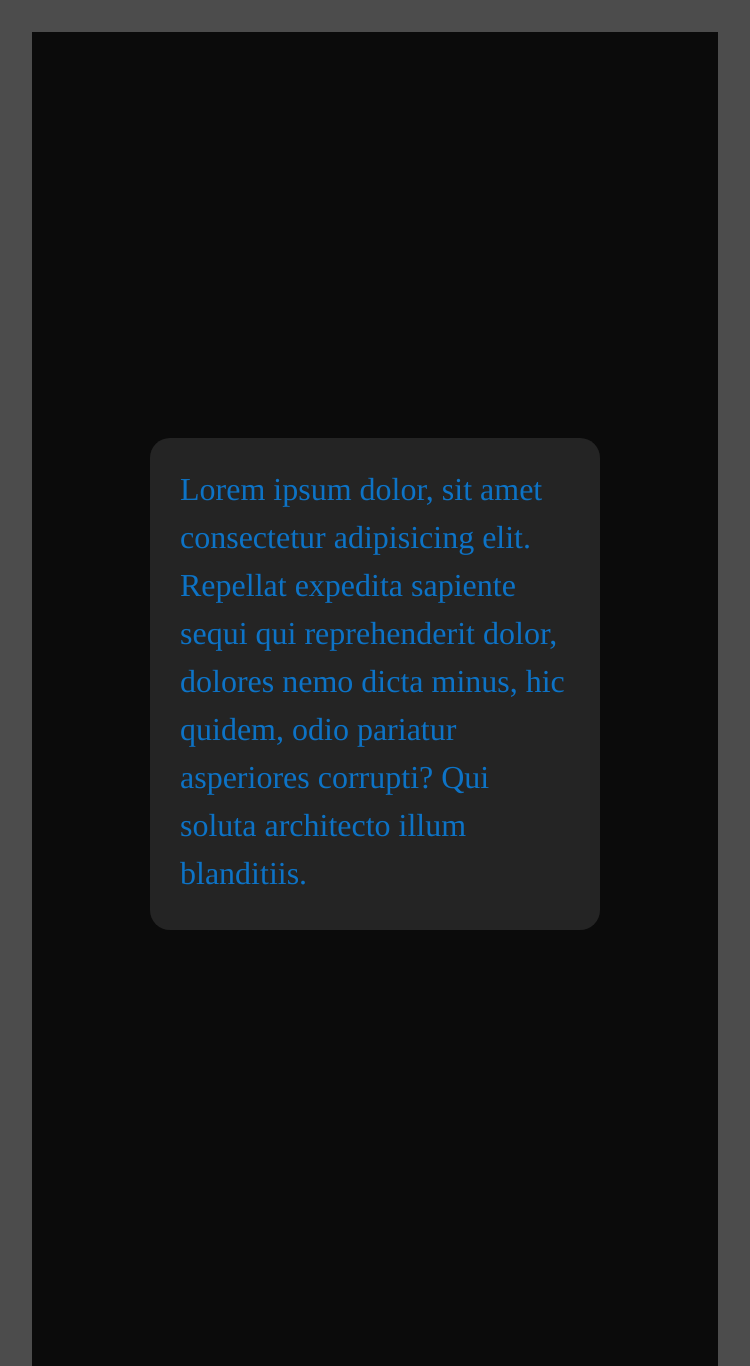 Lorem ipsum dolor, sit amet
consectetur adipisicing elit.
Repellat expedita sapiente
sequi qui reprehenderit dolor,
dolores nemo dicta minus, hic
quidem, odio pariatur
asperiores corrupti? Qui
soluta architecto illum
blanditiis.